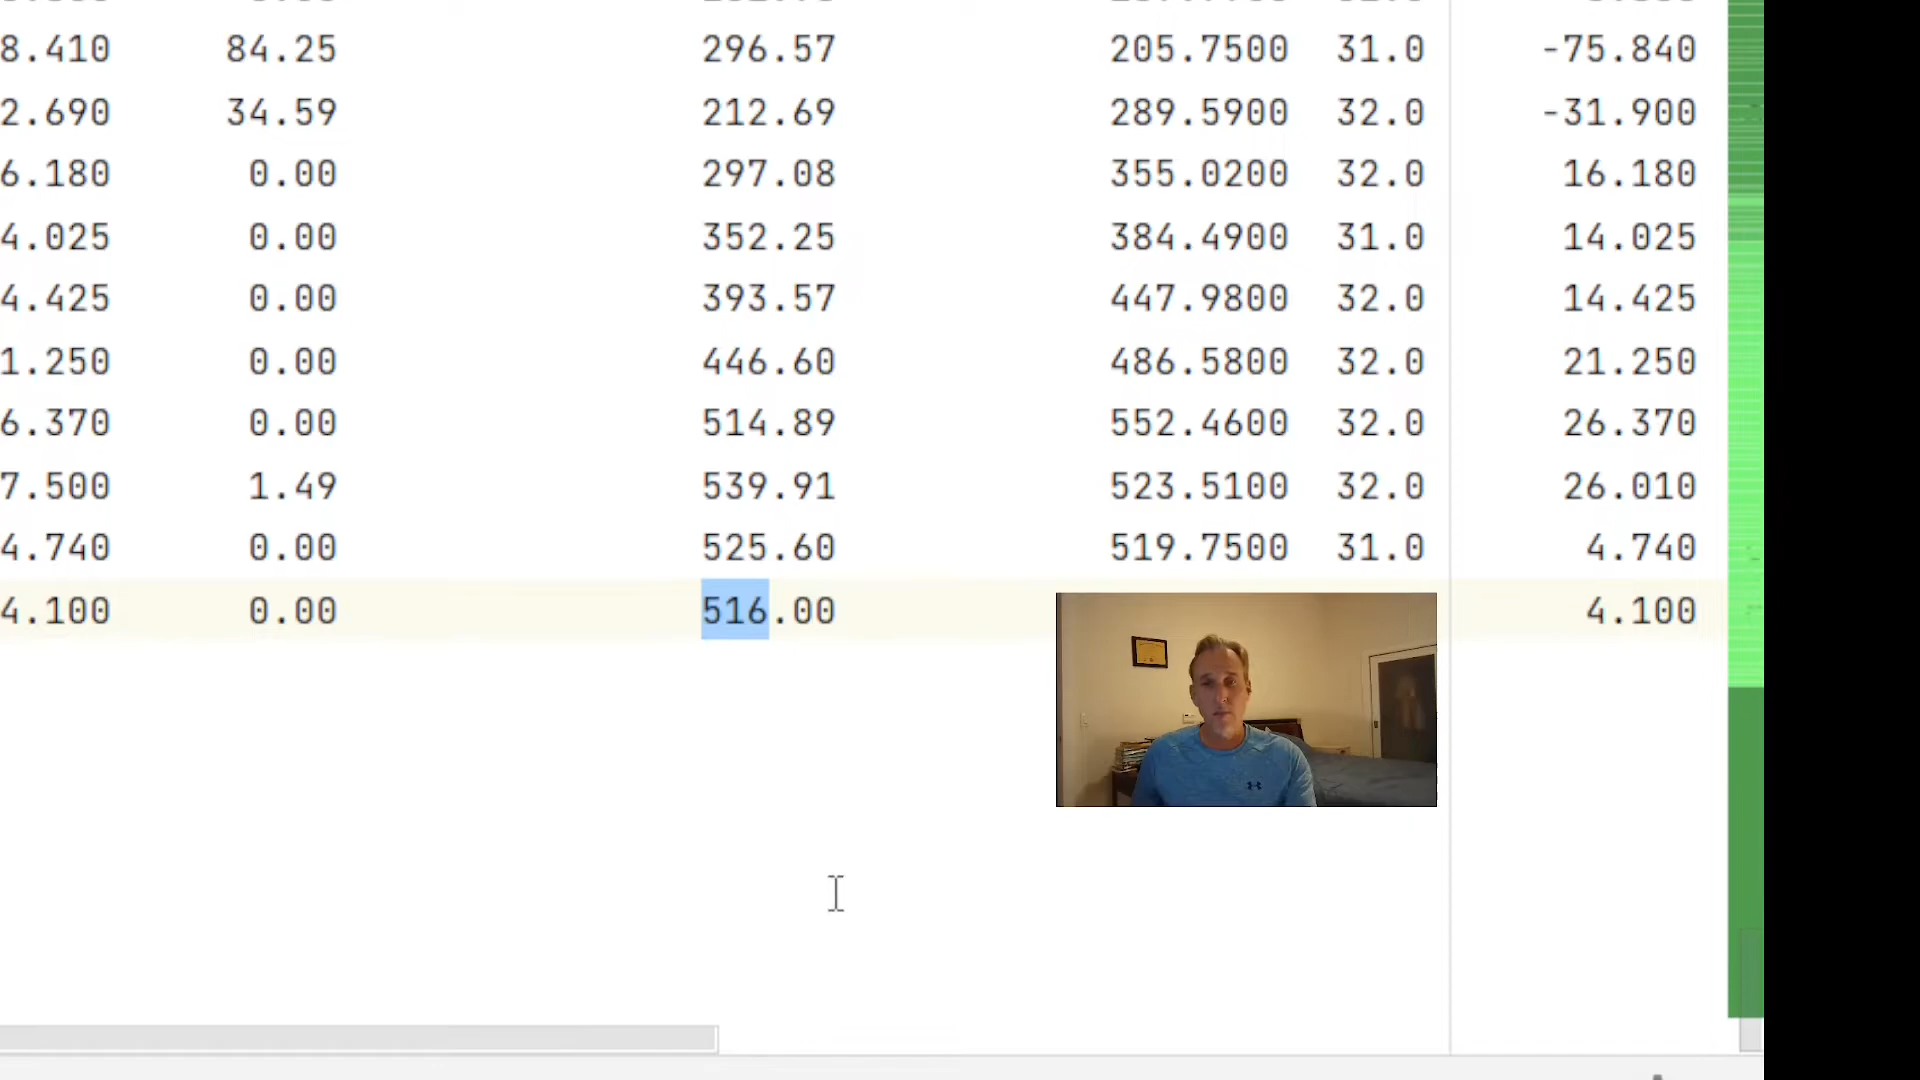 8.410 84.25 296.57 205.7500 31.0 -75.840
2.690 34.59 212.69 289.5900 32.0 -31.900
6.180 0.00 297.08 355.0200 32.0 16.180
4.025 0.00 352.25 384.4900 31.0 14.025
4.425 0.00 393.57 447.9800 32.0 14.425
1.250 0.00 446.60 486.5800 32.0 21.250
6.370 0.00 514.89 552.4600 32.0 26.370
7.500 1.49 539.91 523.5100 32.0 26.010
4.740 0.00 525.60 519.7500 31.0 4.740
4.100 0.00 516.00 4.100